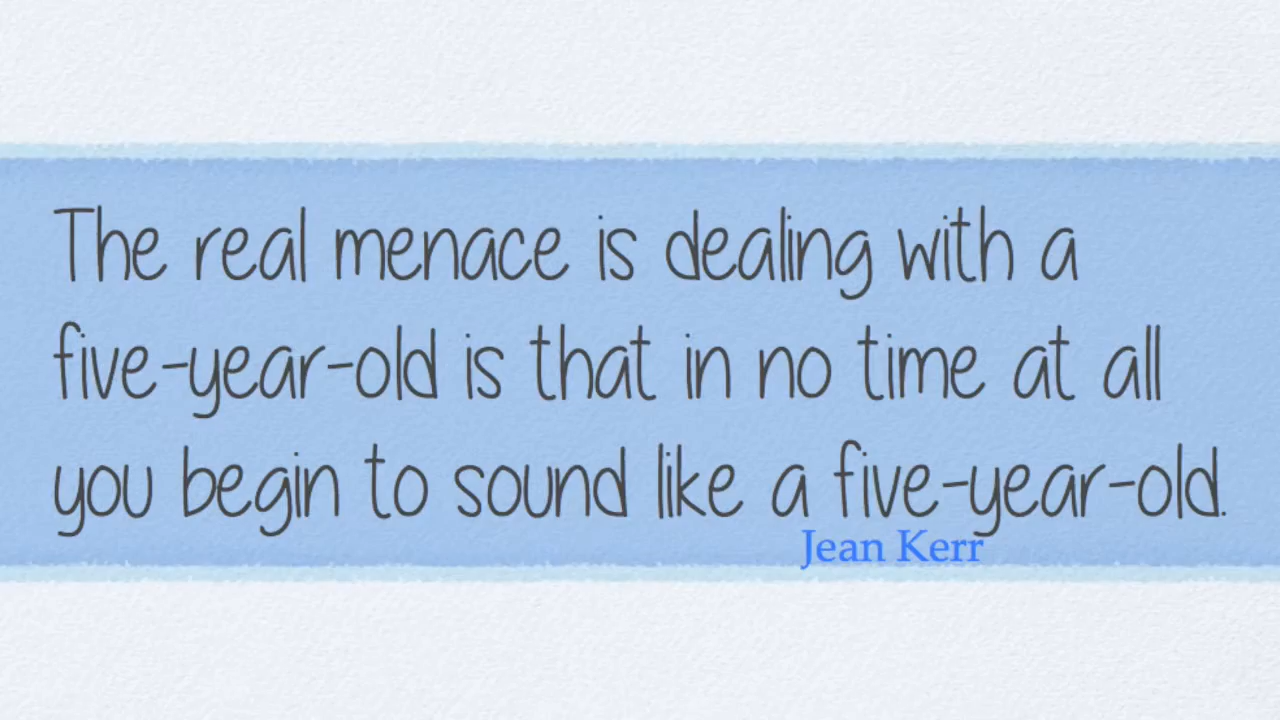 The real menace is dealing with a
five-year-old is that in no time at all
you begin to sound like a five-year-old.
Jean Kerr